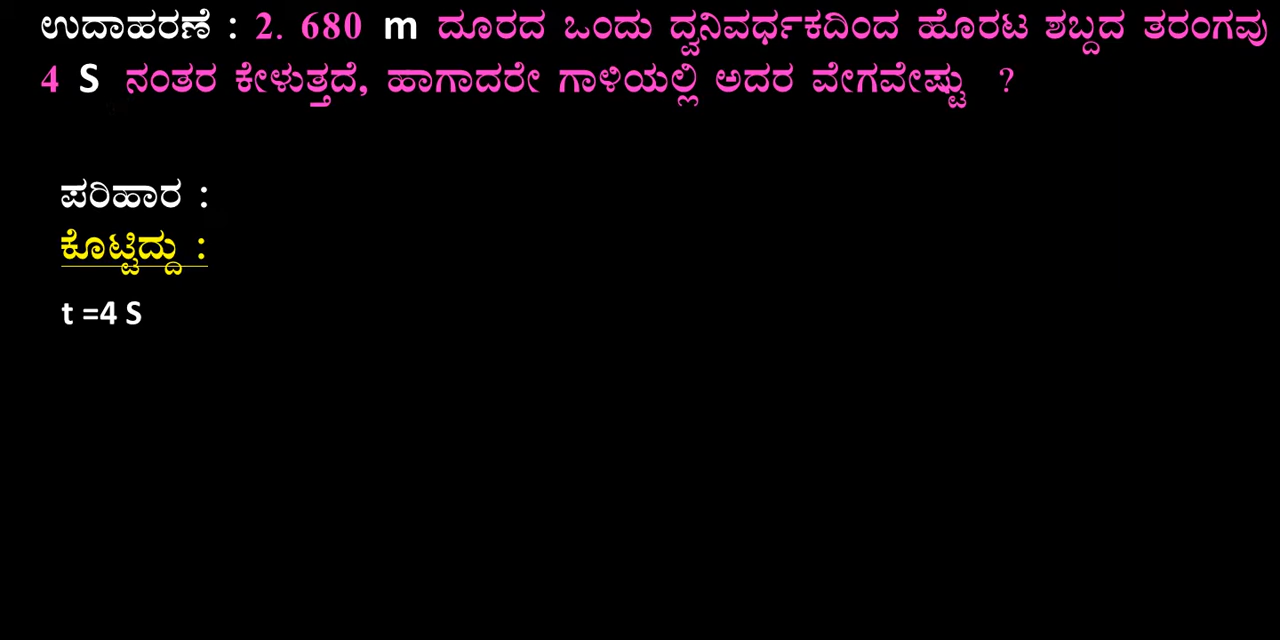 ಉದಾಹರಣೆ : 2. 680 m ದೂರದ ಒಂದು ಧ್ವನಿವರ್ಧಕದಿಂದ ಹೊರಟ ಶಬ್ದದ ತರಂಗವು
4 S ನಂತರ ಕೇಳುತ್ತದೆ, ಹಾಗಾದರೇ ಗಾಳಿಯಲ್ಲಿ ಅದರ ವೇಗವೇಷ್ಟು ?
ಪರಿಹಾರ :
ಕೊಟ್ಟಿದ್ದು :
t =4 S